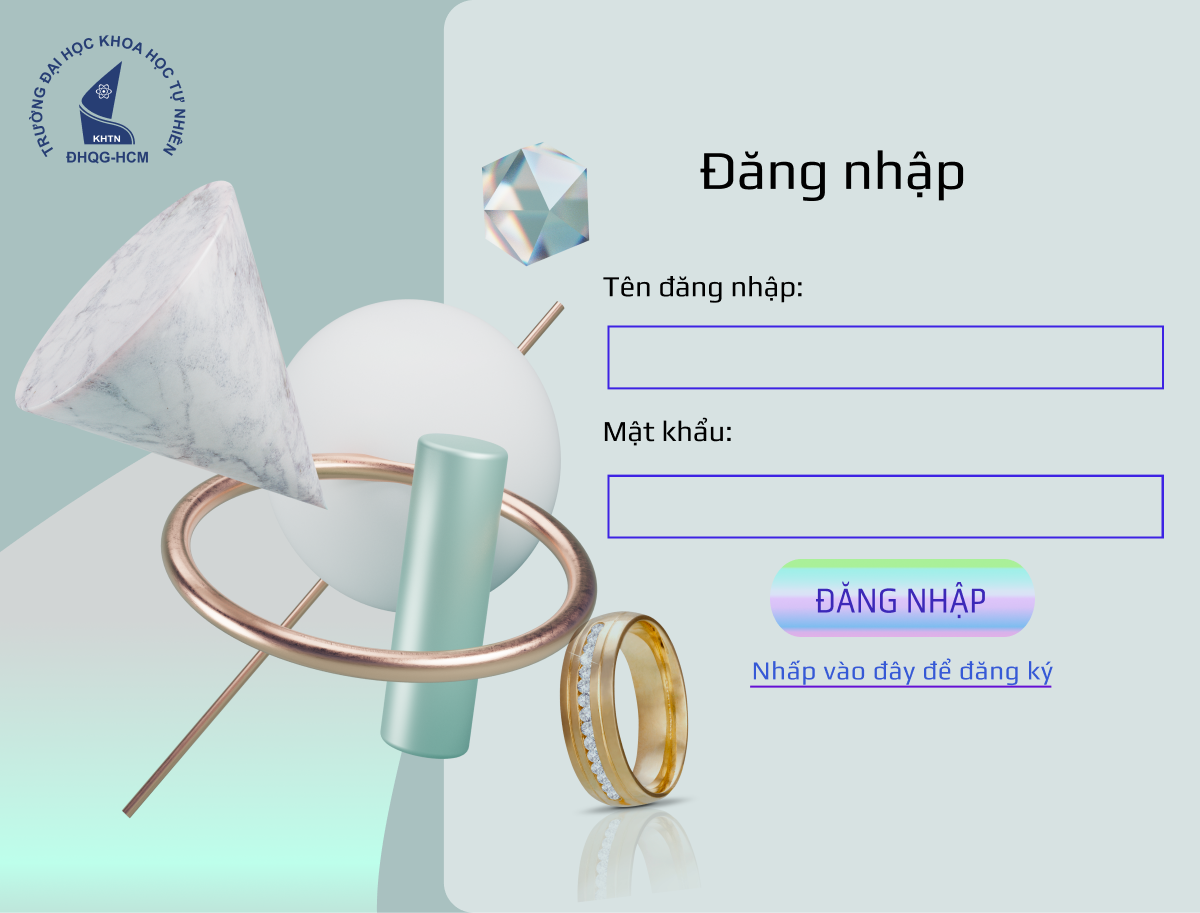 TRƯỜNG ĐẠI HỌC KHOA HỌC TỰ NHIÊN
KHTN
ĐHQG-HCM
Đăng nhập
Tên đăng nhập:
Mật khẩu:
ĐĂNG NHẬP
Nhấp vào đây để đăng ký